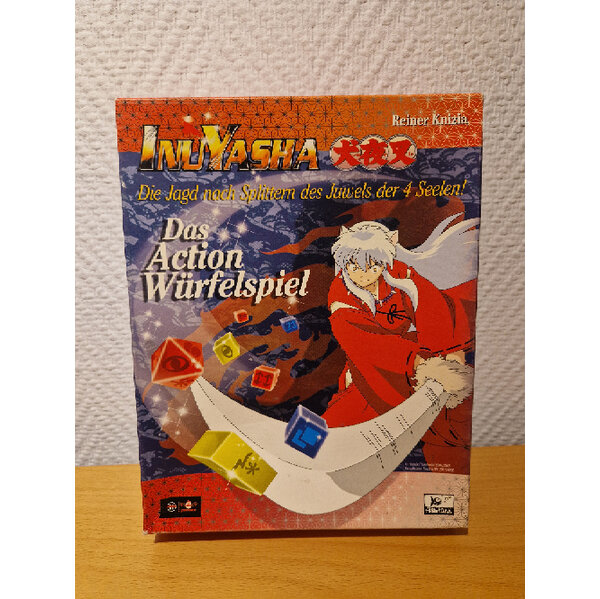 Reiner Knizia
INUYASHA 犬夜叉
Die Jagd nach Splittern des Juwels der 4 Seelen!
Das
Action
Würfelspiel